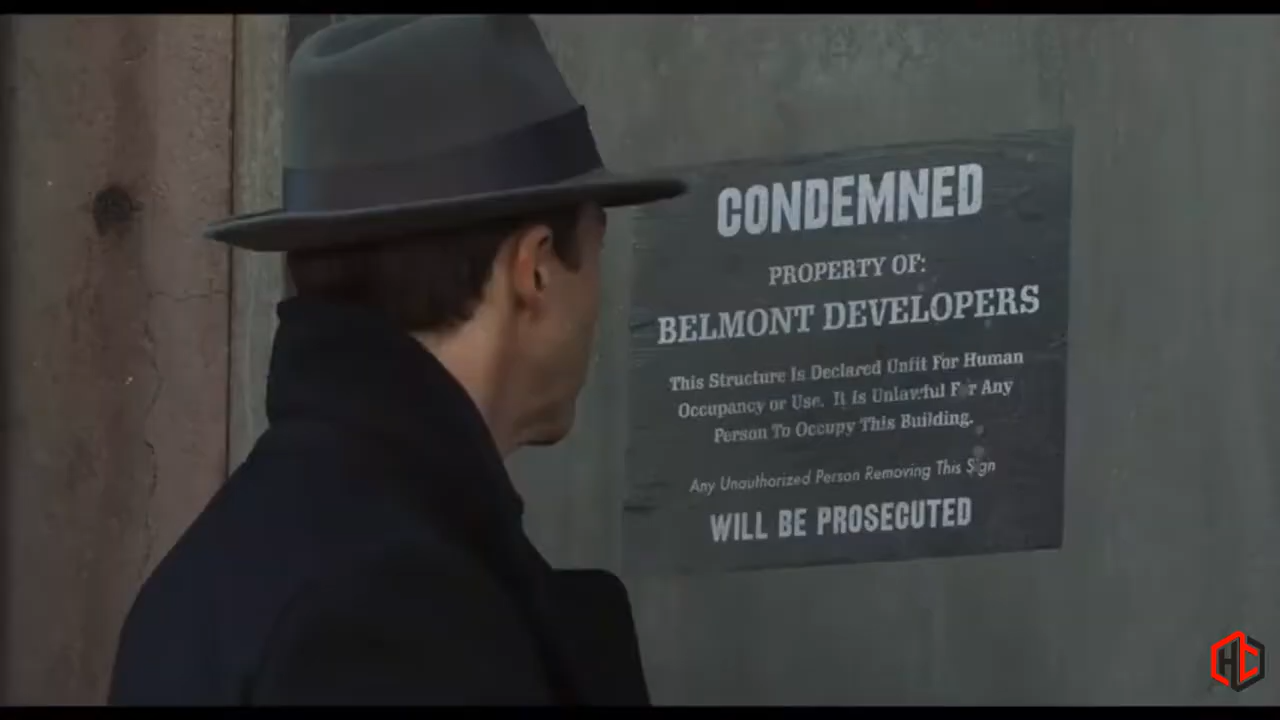 CONDEMNED
PROPERTY OF:
BELMONT DEVELOPERS
This Structure Is Declared Unfit For Human
Occupancy or Use. It Is Unlawful For Any
Person To Occupy This Building.
Any Unauthorized Person Removing This Sign
WILL BE PROSECUTED
HC